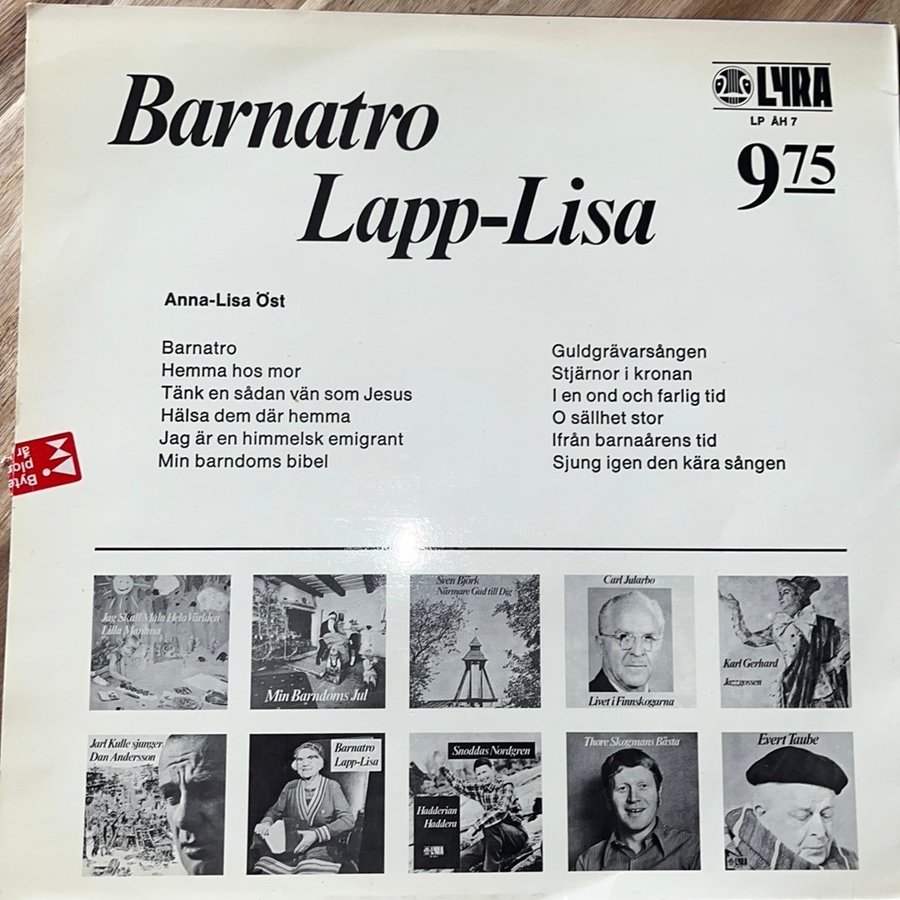 Barnatro
Lapp-Lisa
LYRA
LP ÅH 7
9 75
Anna-Lisa Öst
Barnatro
Hemma hos mor
Tänk en sådan vän som Jesus
Hälsa dem där hemma
Jag är en himmelsk emigrant
Min barndoms bibel
Guldgrävarsången
Stjärnor i kronan
I en ond och farlig tid
O sällhet stor
Ifrån barnaårens tid
Sjung igen den kära sången
Byte
plo
år
Jag Skall Måla Hela Världen
Lilla Mamma
Min Barndoms Jul
Sven Björk
Närmare Gud till Dig
Carl Jularbo
Livet i Finnskogarna
Karl Gerhard
Jazzgossen
Jarl Kulle sjunger
Dan Andersson
Barnatro
Lapp-Lisa
Snoddas Nordgren
Hadderian
Haddera
Thore Skogmans Bästa
Evert Taube
LYRA